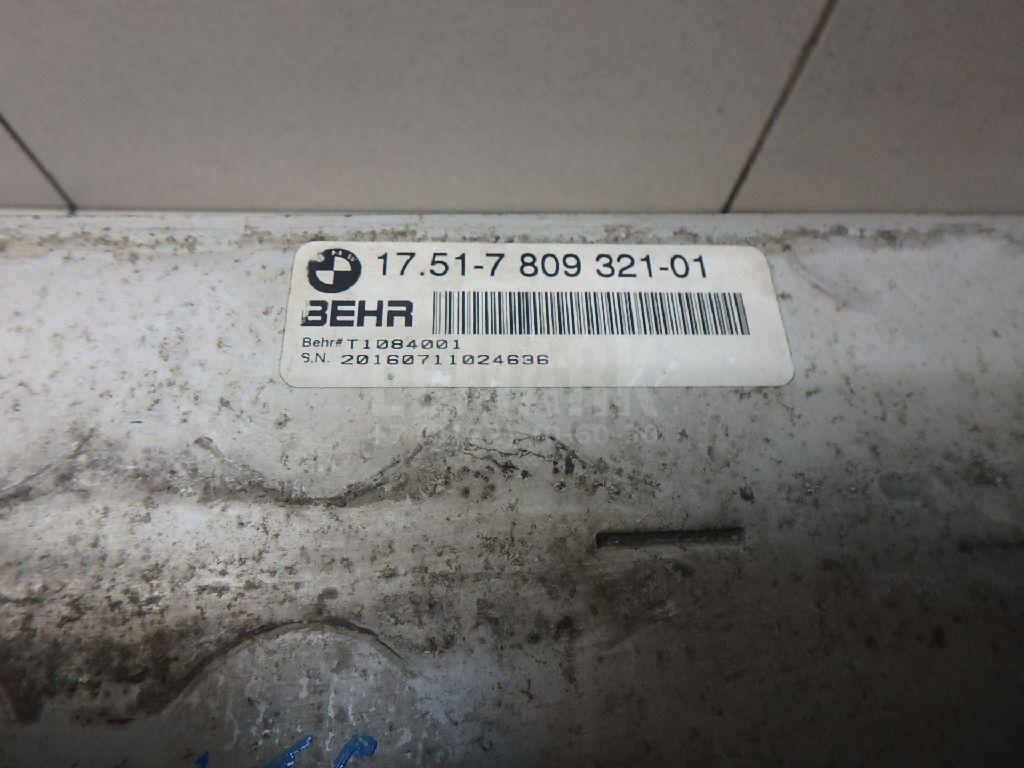 17.51-7 809 321-01
BEHR
Behr# T1084001
S.N. 20160711024636